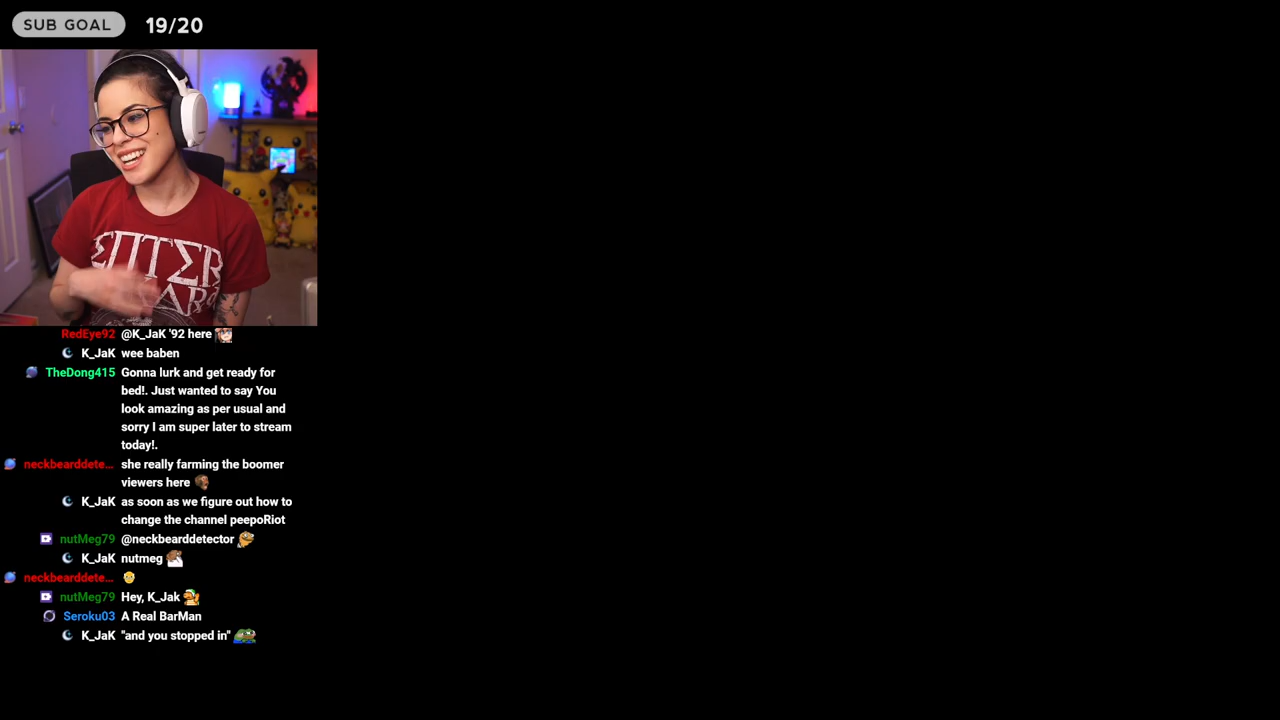 SUB GOAL 19/20
ENTER
RedEye92 @K_JaK '92 here
K_JaK wee baben
TheDong415 Gonna lurk and get ready for
bed!. Just wanted to say You
look amazing as per usual and
sorry I am super later to stream
today!.
neckbearddete... she really farming the boomer
viewers here
K_JaK as soon as we figure out how to
change the channel peepoRiot
nutMeg79 @neckbearddetector
K_JaK nutmeg
neckbearddete...
nutMeg79 Hey, K_Jak
Seroku03 A Real BarMan
K_JaK "and you stopped in"